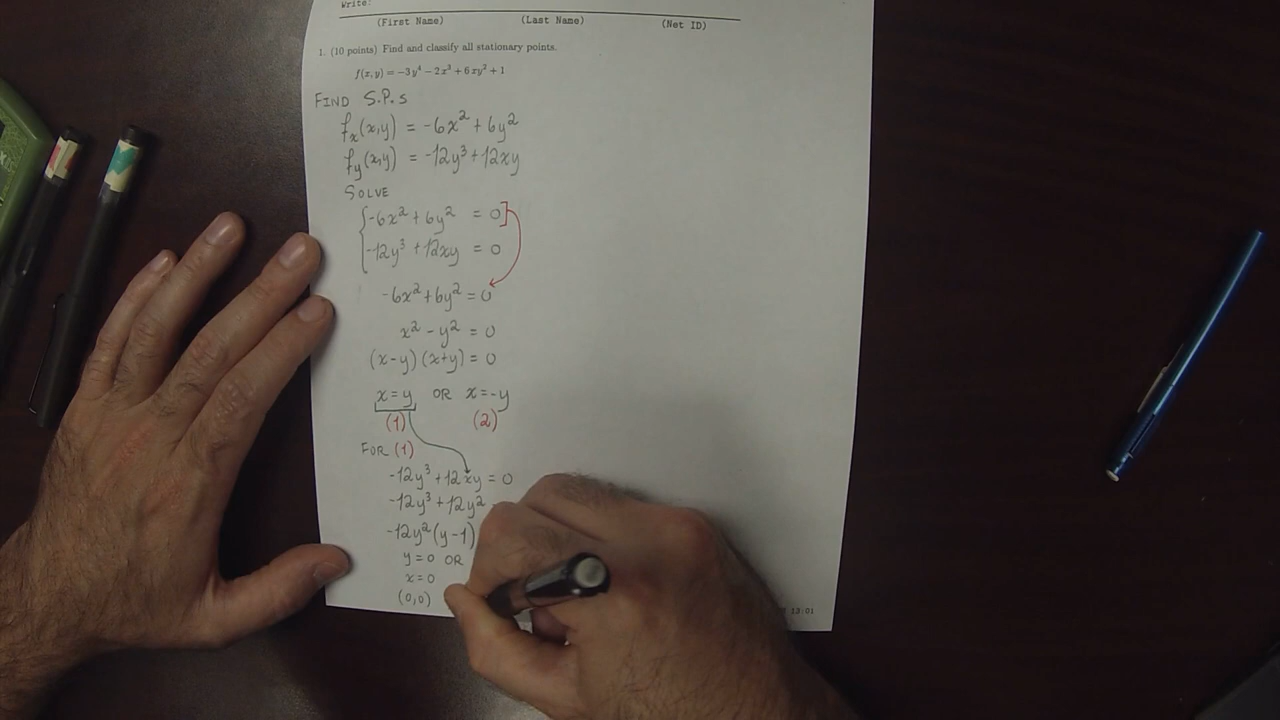 Write:
(First Name) (Last Name) (Net ID)
1. (10 points) Find and classify all stationary points.
f(x, y) = −3y⁴ − 2x³ + 6xy² + 1
FIND S.P.s
fₓ(x,y) = -6x² + 6y²
f_y(x,y) = -12y³ + 12xy
SOLVE
{-6x² + 6y² = 0]
-12y³ + 12xy = 0
-6x² + 6y² = 0
x² - y² = 0
(x-y)(x+y) = 0
x = y OR x = -y
(1) (2)
FOR (1)
-12y³ + 12xy = 0
-12y³ + 12y²
-12y²(y-1)
y = 0 OR
x = 0
(0,0)
13:01